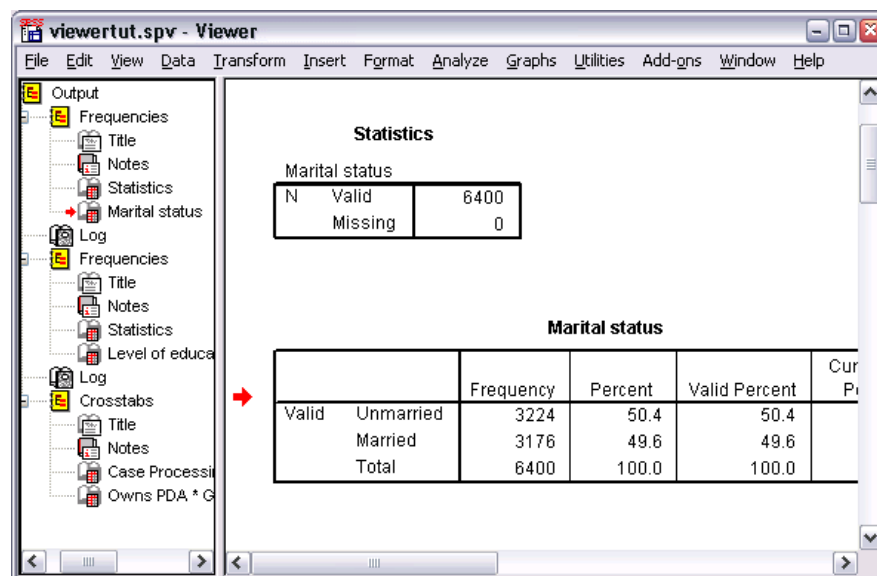 viewertut.spv - Viewer
File Edit View Data Transform Insert Format Analyze Graphs Utilities Add-ons Window Help
Output
Frequencies
Title
Notes
Statistics
Marital status
Log
Frequencies
Title
Notes
Statistics
Level of educa
Log
Crosstabs
Title
Notes
Case Processi
Owns PDA * G
Statistics
Marital status
N Valid 6400
Missing 0
Marital status
Frequency Percent Valid Percent
Valid Unmarried 3224 50.4 50.4
Married 3176 49.6 49.6
Total 6400 100.0 100.0